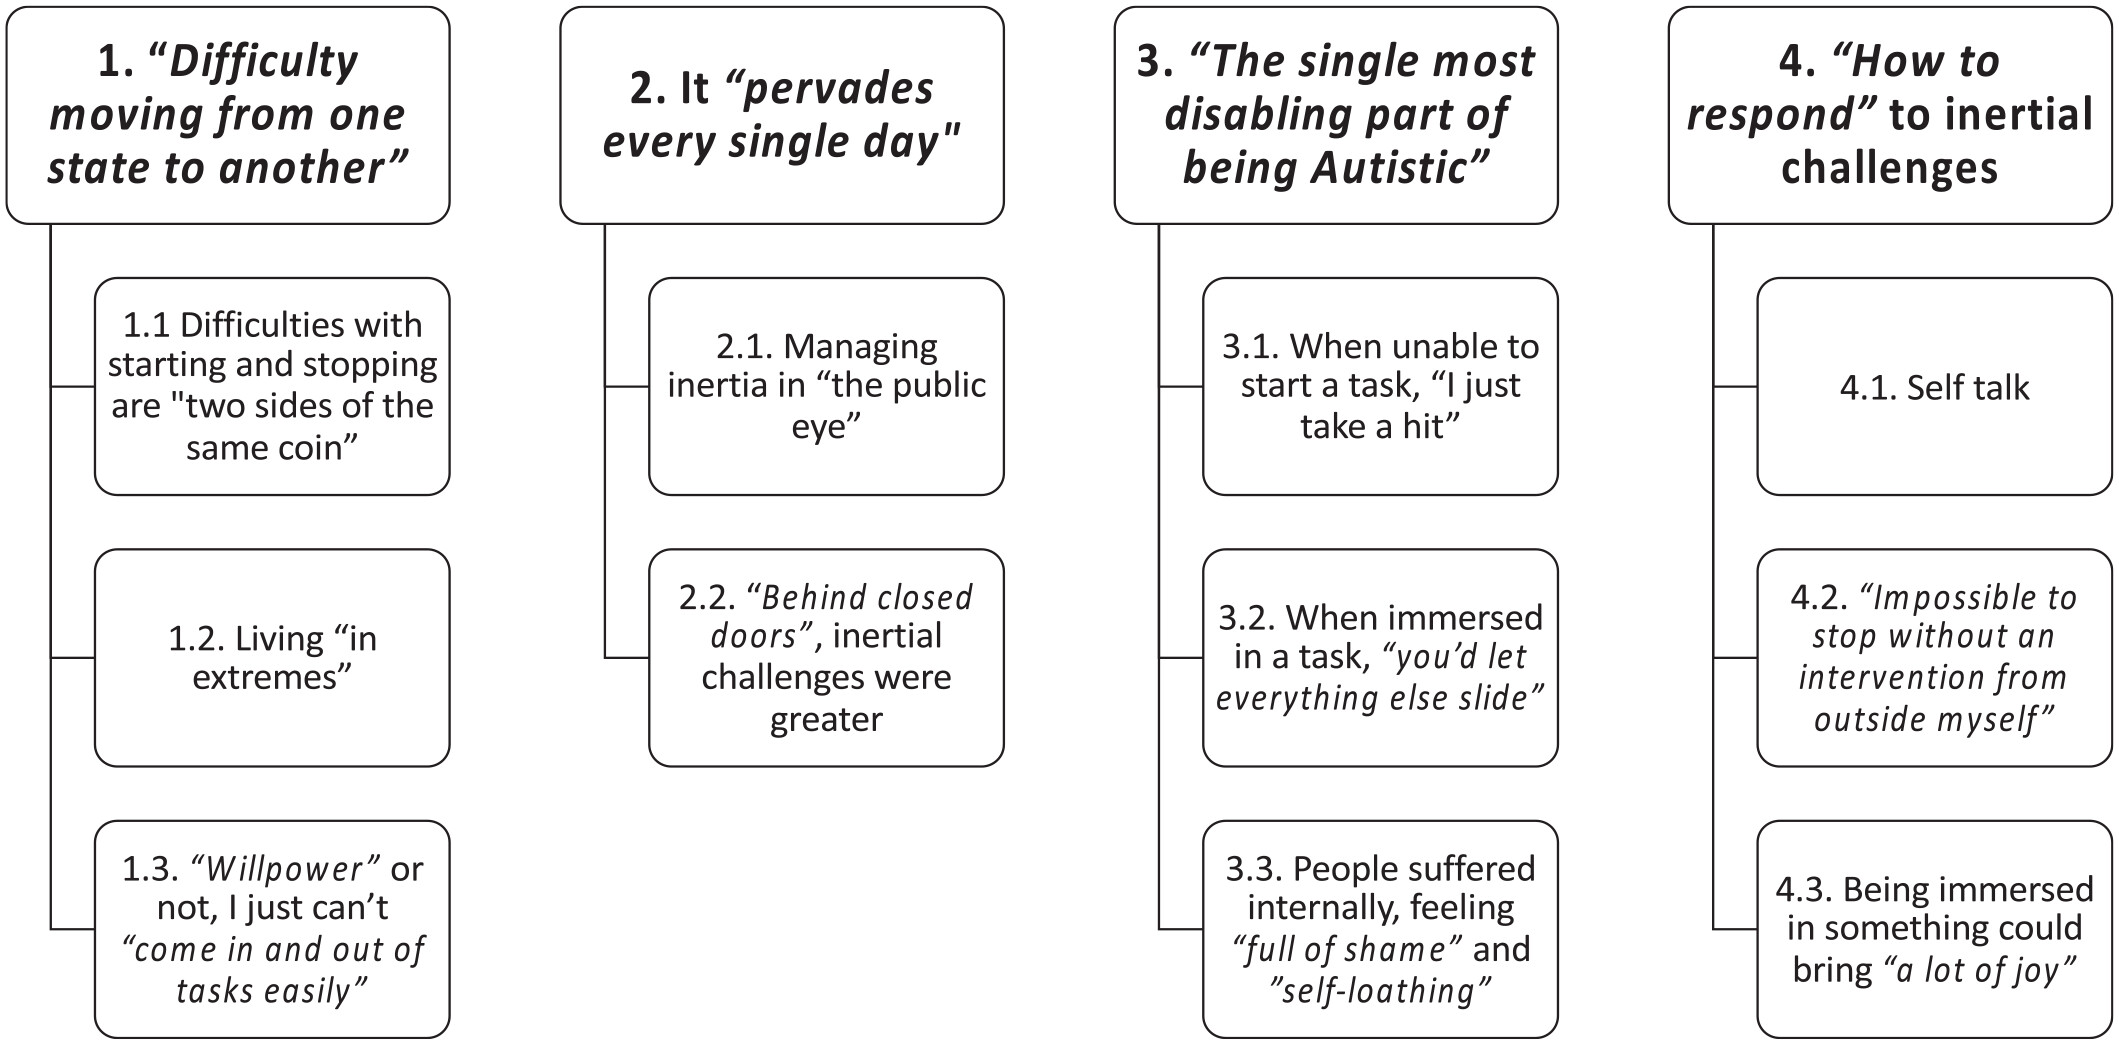 1. “Difficulty
moving from one
state to another”
1.1 Difficulties with
starting and stopping
are "two sides of the
same coin”
1.2. Living “in
extremes”
1.3. “Willpower” or
not, I just can’t
“come in and out of
tasks easily”
2. It “pervades
every single day"
2.1. Managing
inertia in “the public
eye”
2.2. “Behind closed
doors”, inertial
challenges were
greater
3. “The single most
disabling part of
being Autistic”
3.1. When unable to
start a task, “I just
take a hit”
3.2. When immersed
in a task, “you’d let
everything else slide”
3.3. People suffered
internally, feeling
“full of shame” and
”self-loathing”
4. “How to
respond” to inertial
challenges
4.1. Self talk
4.2. “Impossible to
stop without an
intervention from
outside myself”
4.3. Being immersed
in something could
bring “a lot of joy”